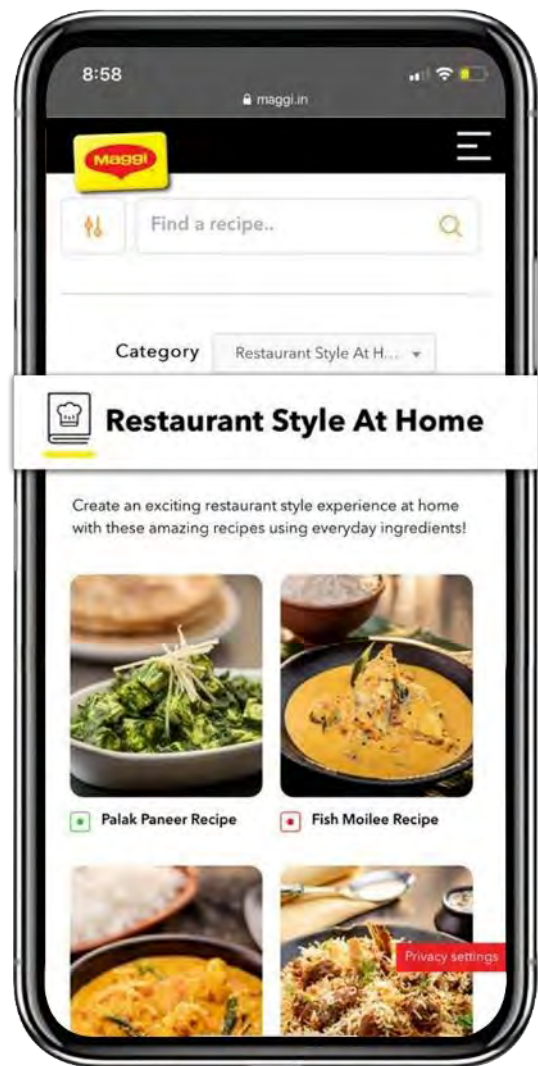 8:58
maggi.in
Maggi
Find a recipe..
Category
Restaurant Style At H...
Restaurant Style At Home
Create an exciting restaurant style experience at home
with these amazing recipes using everyday ingredients!
Palak Paneer Recipe
Fish Moilee Recipe
Privacy settings